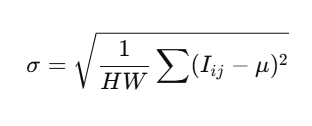 σ = √(1/HW ∑(I_ij − μ)²)